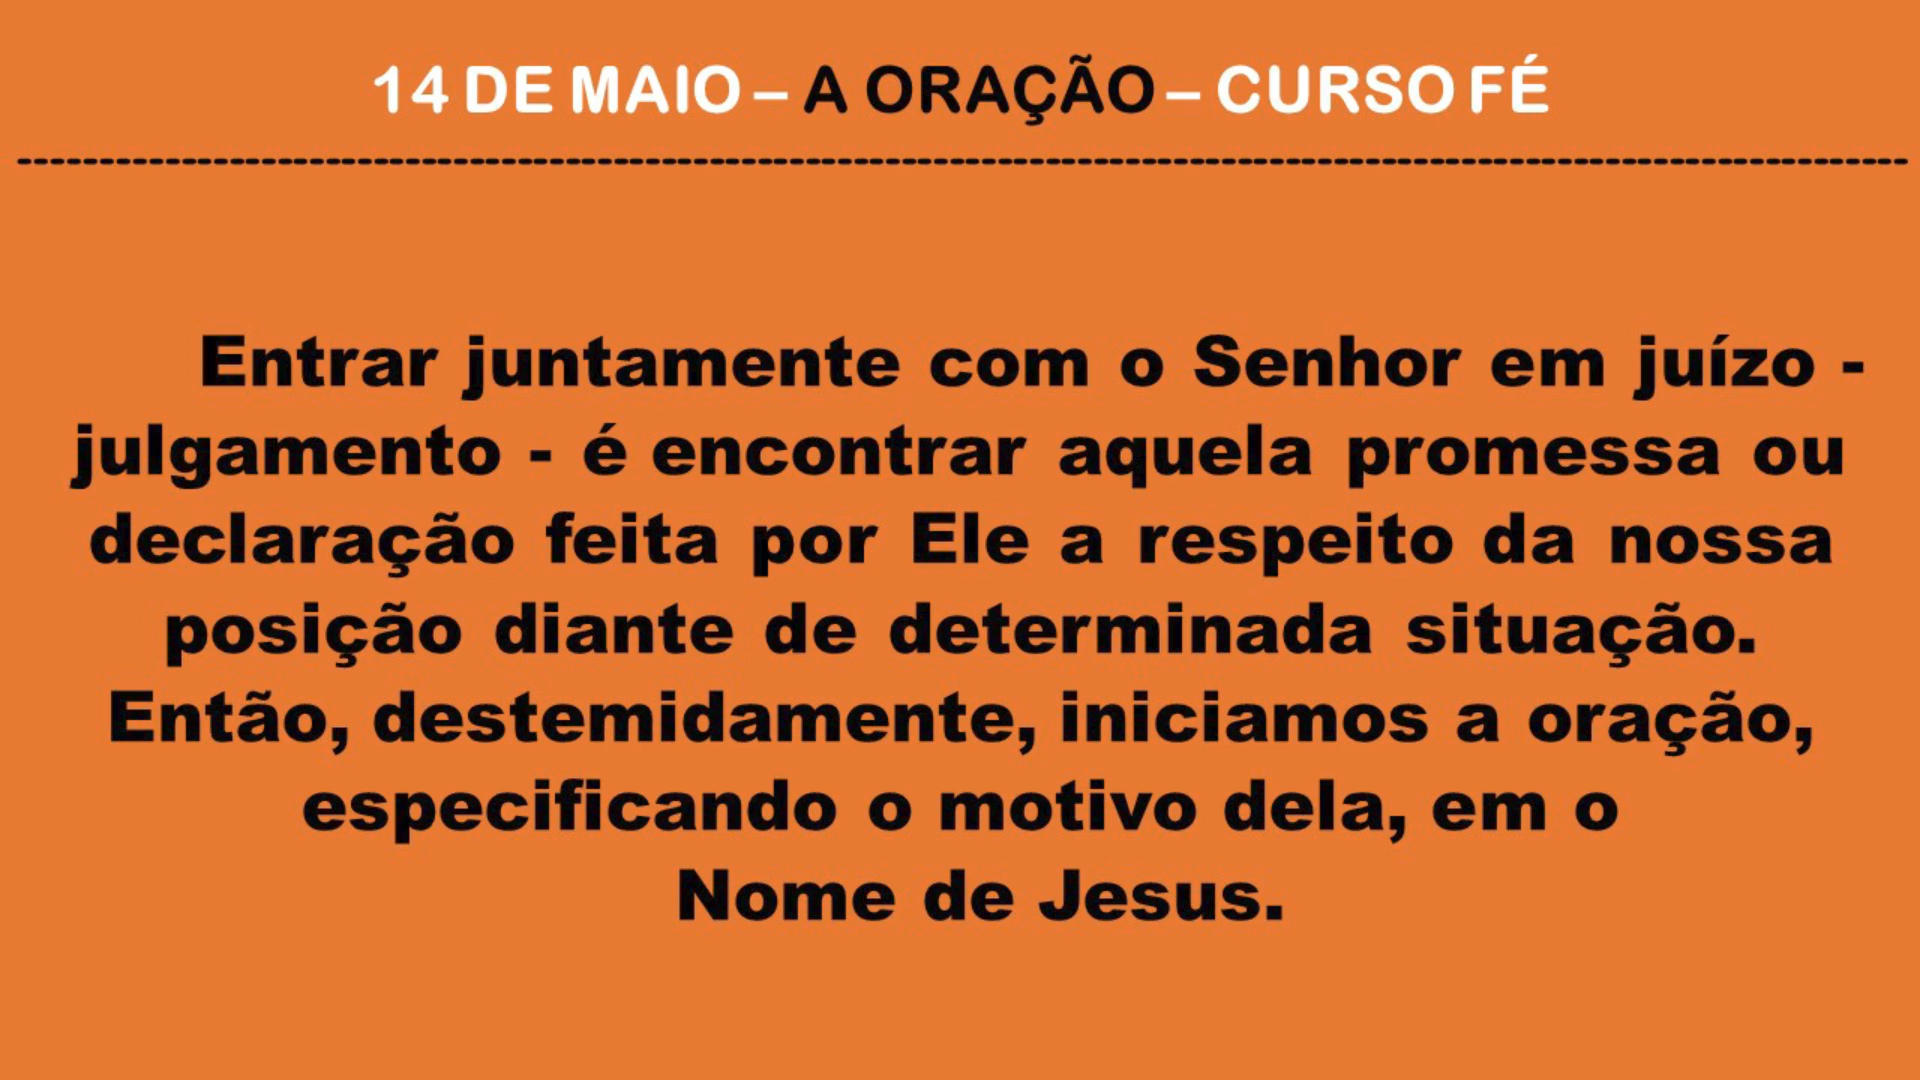 14 DE MAIO – A ORAÇÃO – CURSO FÉ
Entrar juntamente com o Senhor em juízo -
julgamento - é encontrar aquela promessa ou
declaração feita por Ele a respeito da nossa
posição diante de determinada situação.
Então, destemidamente, iniciamos a oração,
especificando o motivo dela, em o
Nome de Jesus.